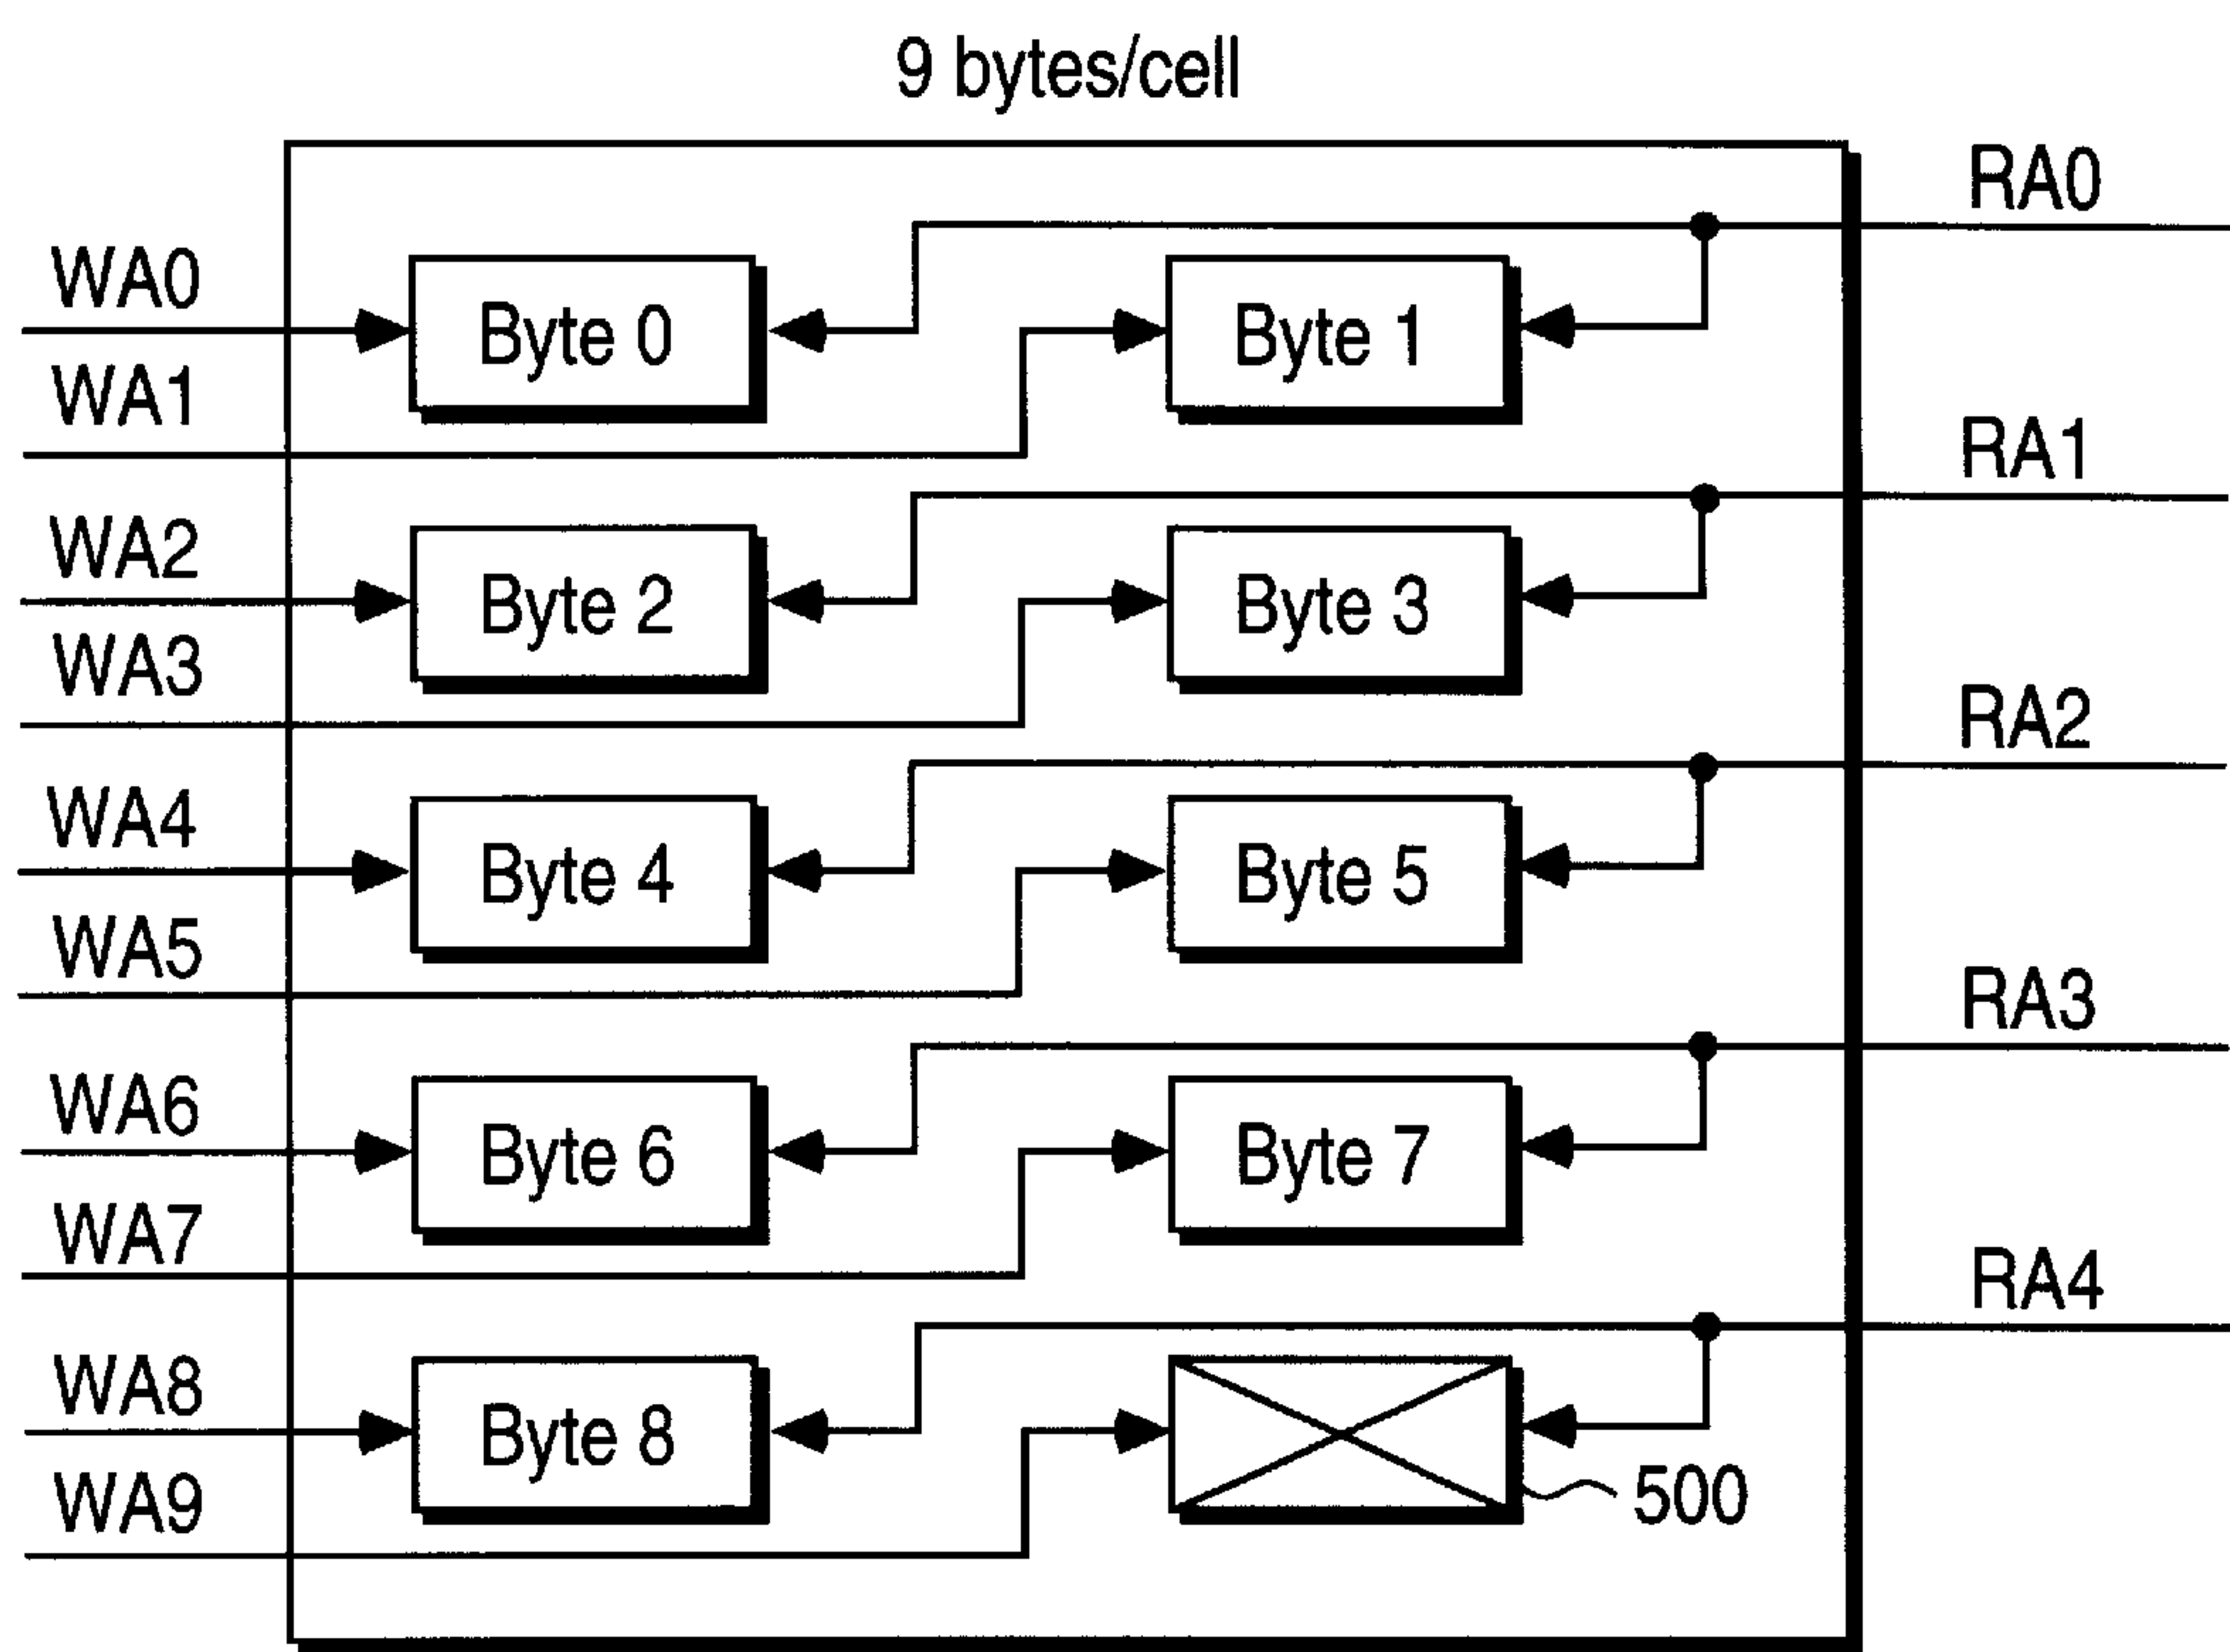 9 bytes/cell
RA0
WA0
Byte 0
Byte 1
WA1
RA1
WA2
Byte 2
Byte 3
WA3
RA2
WA4
Byte 4
Byte 5
WA5
RA3
WA6
Byte 6
Byte 7
WA7
RA4
WA8
Byte 8
500
WA9